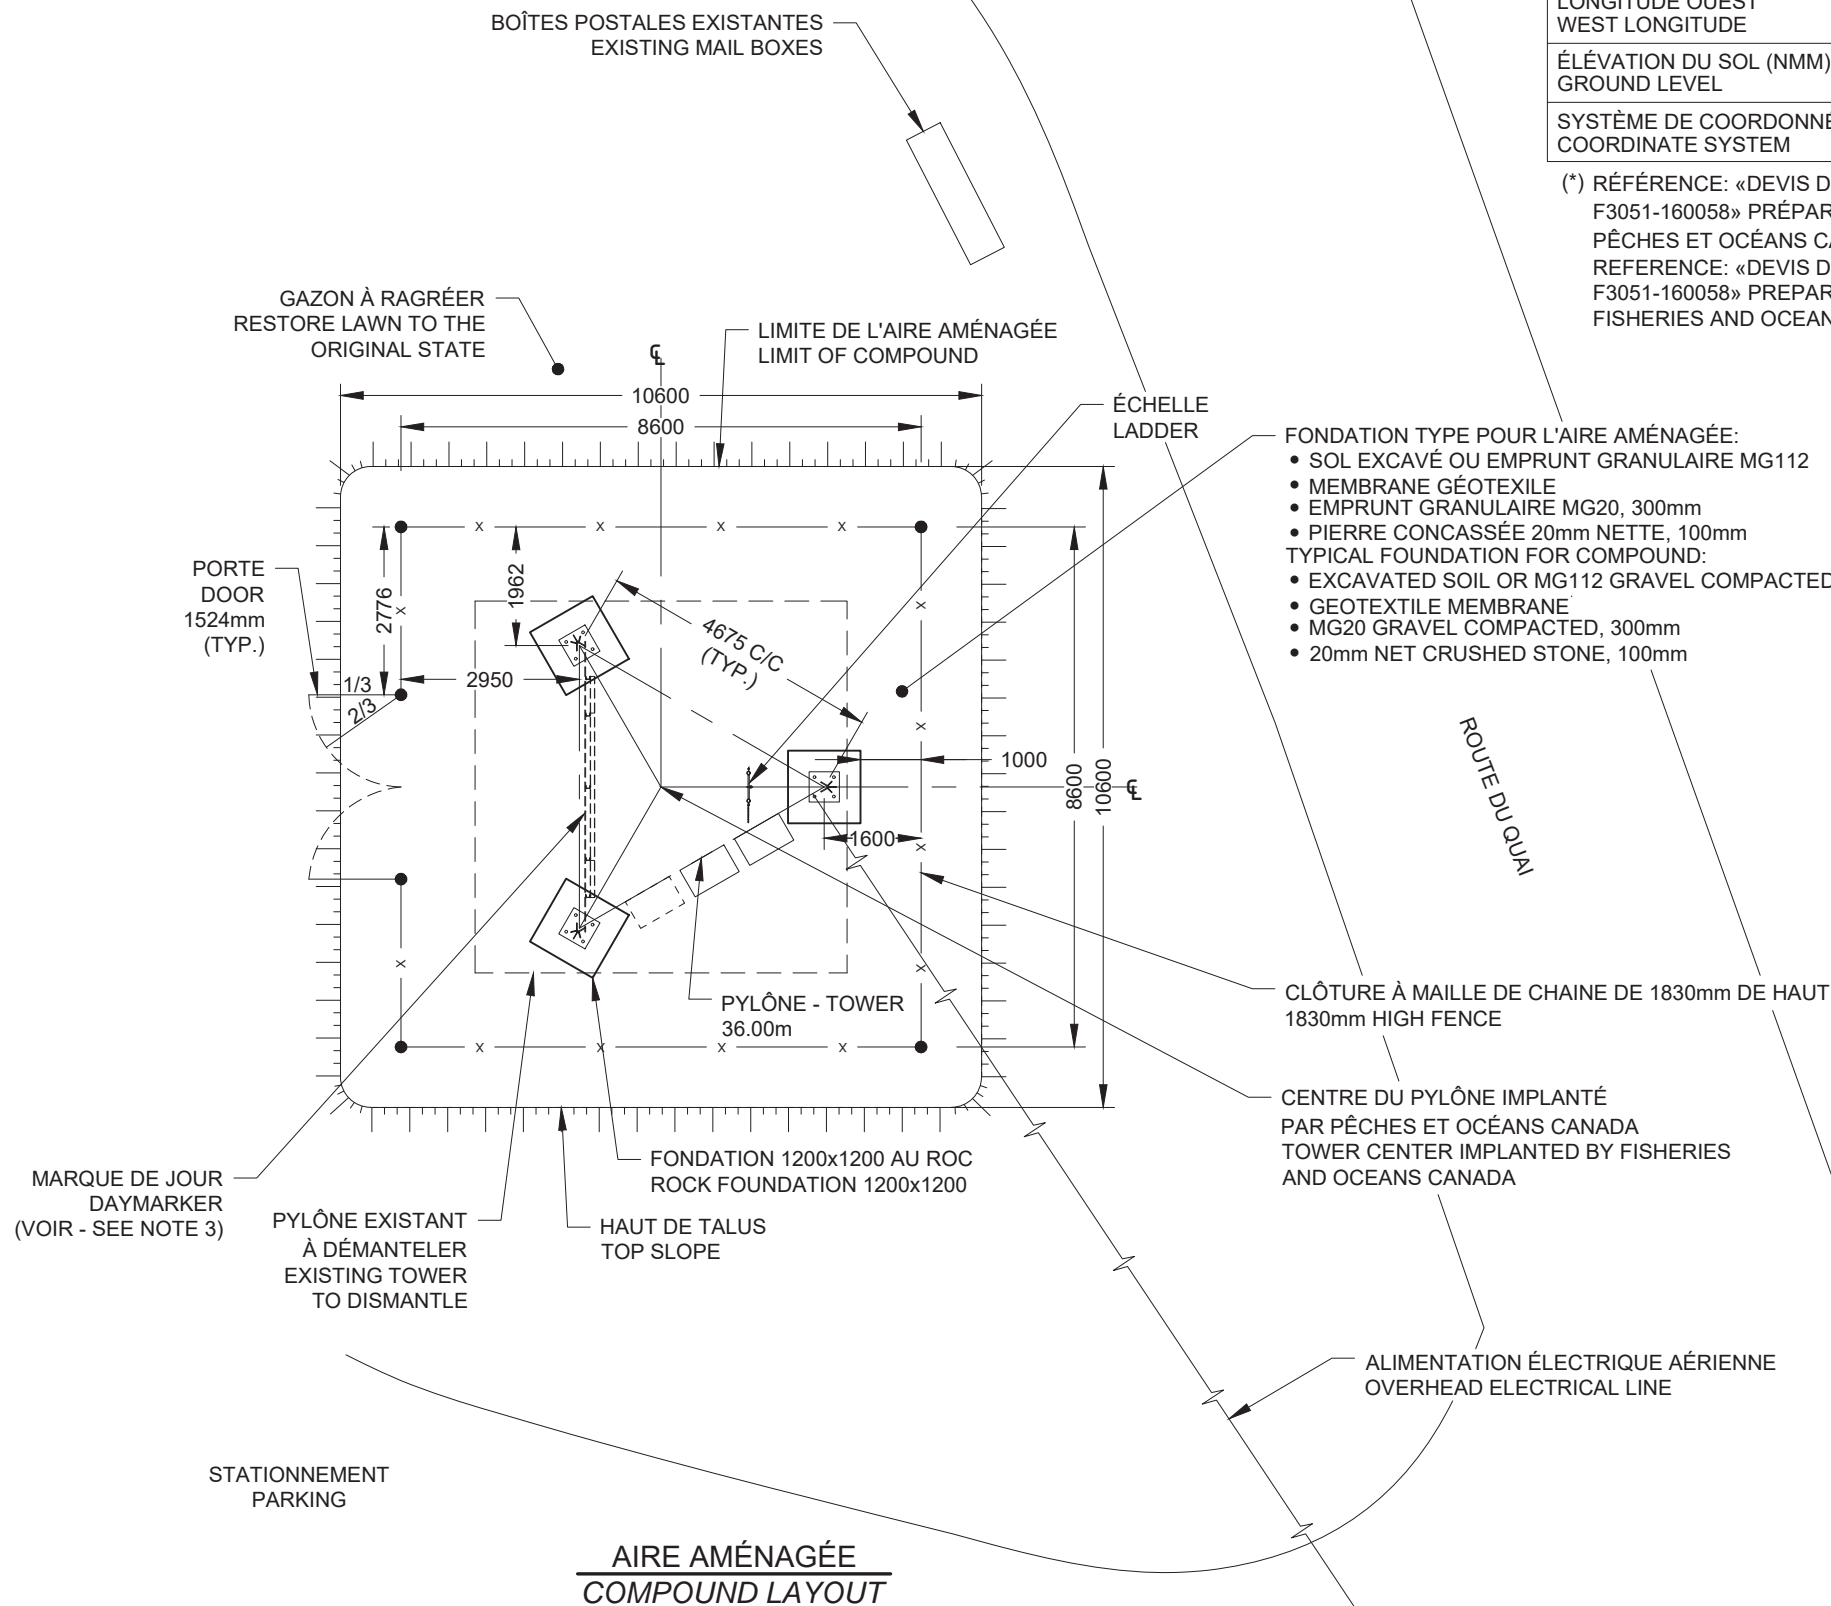 BOÎTES POSTALES EXISTANTES
EXISTING MAIL BOXES
LONGITUDE OUEST
WEST LONGITUDE
ÉLÉVATION DU SOL (NMM)
GROUND LEVEL
SYSTÈME DE COORDONNÉ
COORDINATE SYSTEM
(*) RÉFÉRENCE: «DEVIS D
F3051-160058» PRÉPAR
PÊCHES ET OCÉANS CA
REFERENCE: «DEVIS D
F3051-160058» PREPAR
FISHERIES AND OCEAN
GAZON À RAGRÉER
RESTORE LAWN TO THE
ORIGINAL STATE
LIMITE DE L'AIRE AMÉNAGÉE
LIMIT OF COMPOUND
℄
10600
8600
ÉCHELLE
LADDER
FONDATION TYPE POUR L'AIRE AMÉNAGÉE:
• SOL EXCAVÉ OU EMPRUNT GRANULAIRE MG112
• MEMBRANE GÉOTEXILE
• EMPRUNT GRANULAIRE MG20, 300mm
• PIERRE CONCASSÉE 20mm NETTE, 100mm
TYPICAL FOUNDATION FOR COMPOUND:
• EXCAVATED SOIL OR MG112 GRAVEL COMPACTED
• GEOTEXTILE MEMBRANE
• MG20 GRAVEL COMPACTED, 300mm
• 20mm NET CRUSHED STONE, 100mm
PORTE
DOOR
1524mm
(TYP.)
2776
1962
4675 C/C
(TYP.)
2950
1/3
2/3
1000
8600
10600
℄
1600
ROUTE DU QUAI
PYLÔNE - TOWER
36.00m
CLÔTURE À MAILLE DE CHAINE DE 1830mm DE HAUT
1830mm HIGH FENCE
CENTRE DU PYLÔNE IMPLANTÉ
PAR PÊCHES ET OCÉANS CANADA
TOWER CENTER IMPLANTED BY FISHERIES
AND OCEANS CANADA
MARQUE DE JOUR
DAYMARKER
(VOIR - SEE NOTE 3)
FONDATION 1200x1200 AU ROC
ROCK FOUNDATION 1200x1200
PYLÔNE EXISTANT
À DÉMANTELER
EXISTING TOWER
TO DISMANTLE
HAUT DE TALUS
TOP SLOPE
ALIMENTATION ÉLECTRIQUE AÉRIENNE
OVERHEAD ELECTRICAL LINE
STATIONNEMENT
PARKING
AIRE AMÉNAGÉE
COMPOUND LAYOUT